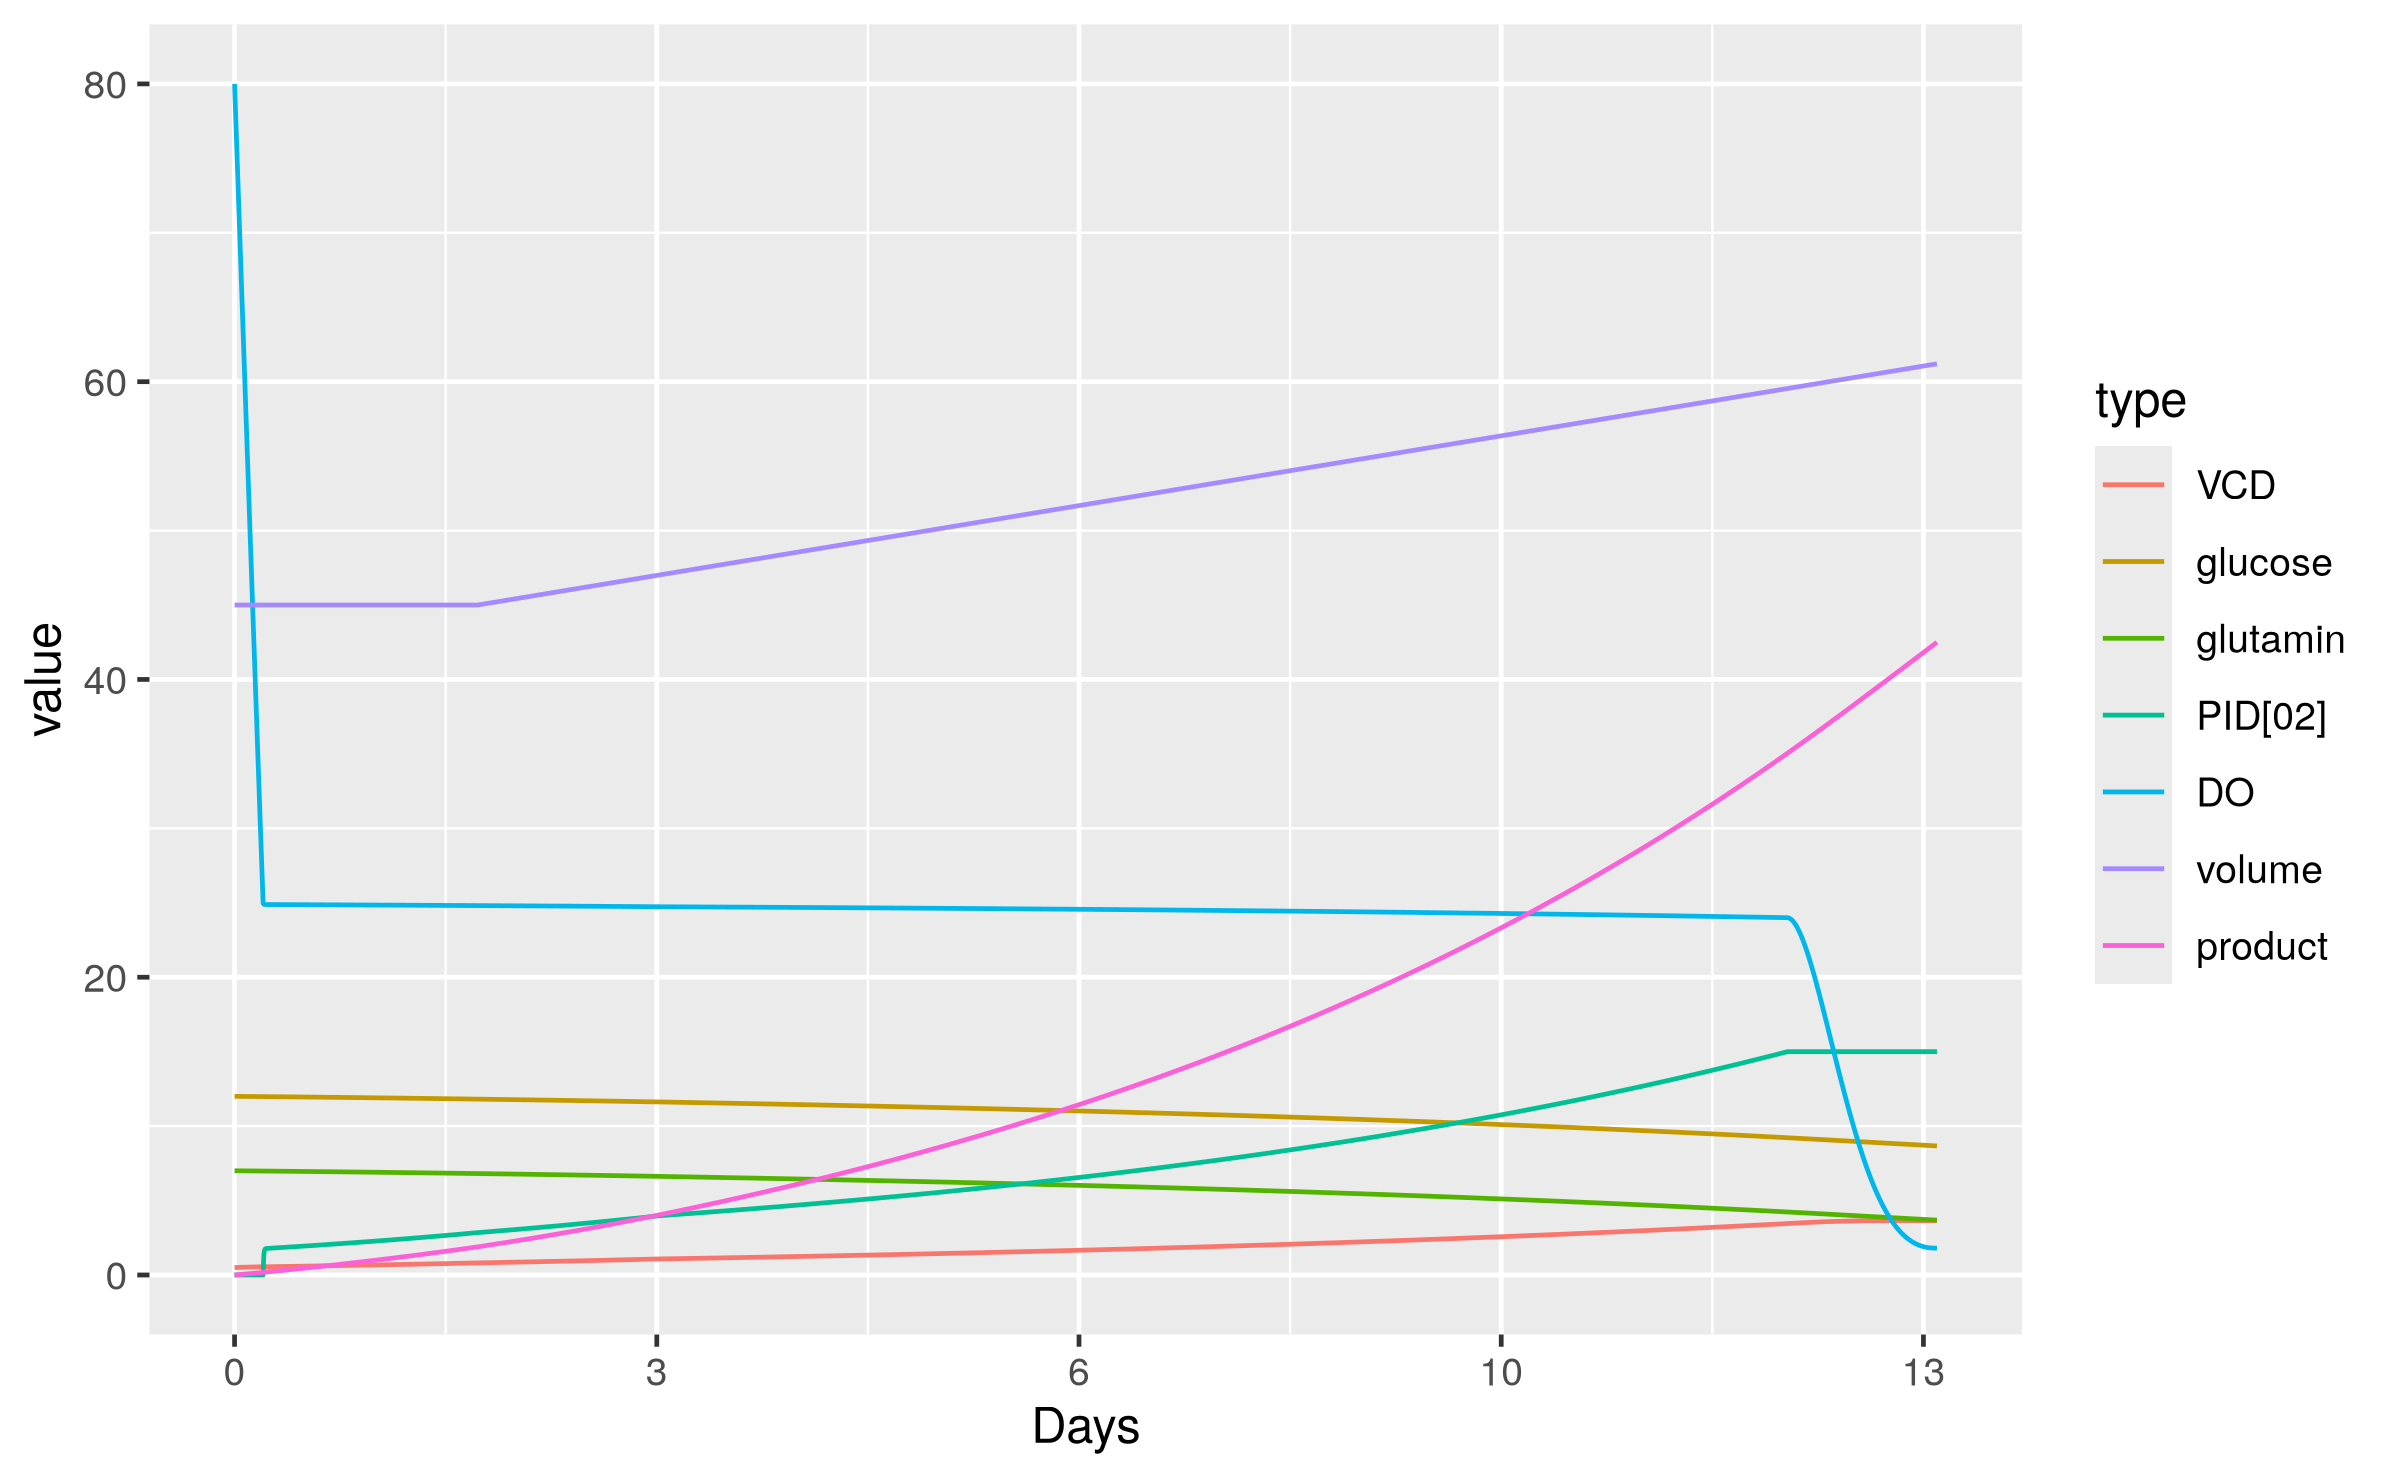 80
60
40
20
0
value
0 3 6 10 13
Days
type
VCD
glucose
glutamin
PID[02]
DO
volume
product